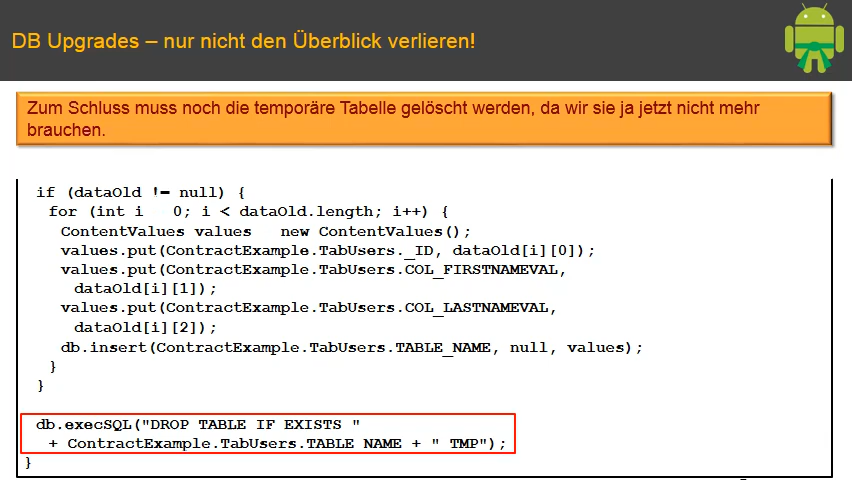 DB Upgrades – nur nicht den Überblick verlieren!
Zum Schluss muss noch die temporäre Tabelle gelöscht werden, da wir sie ja jetzt nicht mehr
brauchen.
if (dataOld != null) {
for (int i 0; i < dataOld.length; i++) {
ContentValues values new ContentValues();
values.put(ContractExample.TabUsers._ID, dataOld[i][0]);
values.put(ContractExample.TabUsers.COL_FIRSTNAMEVAL,
dataOld[i][1]);
values.put(ContractExample.TabUsers.COL_LASTNAMEVAL,
dataOld[i][2]);
db.insert(ContractExample.TabUsers.TABLE_NAME, null, values);
}
}
db.execSQL("DROP TABLE IF EXISTS "
+ ContractExample.TabUsers.TABLE NAME + " TMP");
}